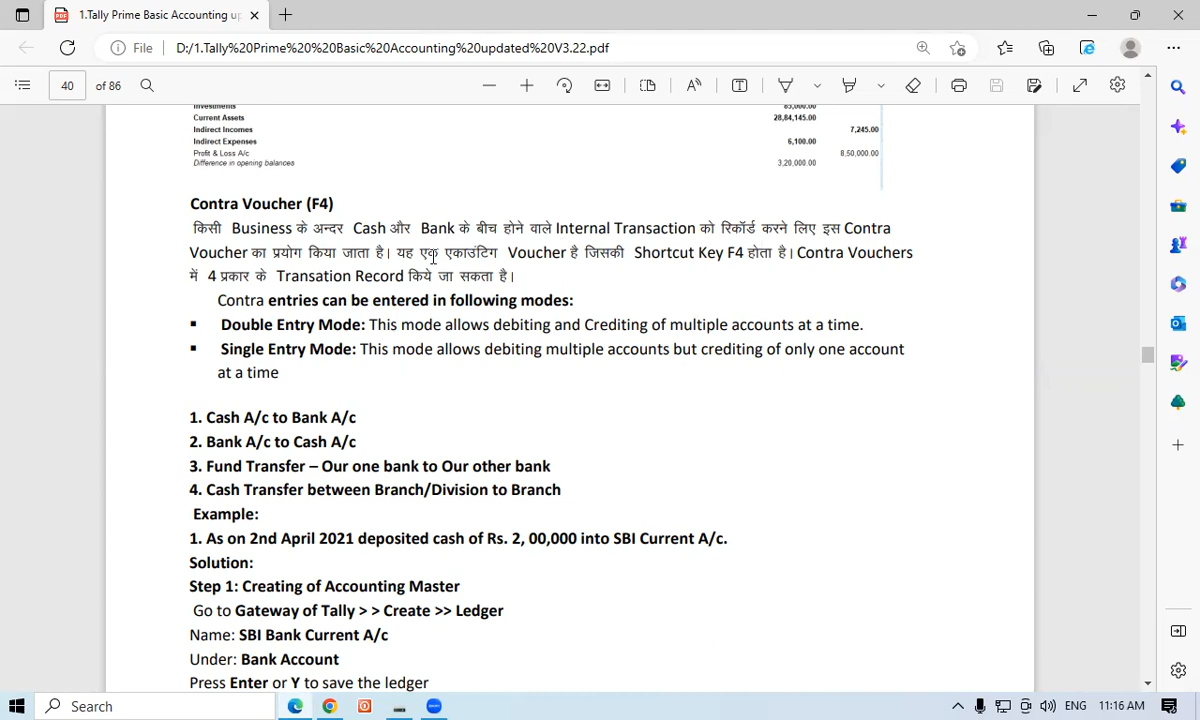 1.Tally Prime Basic Accounting up
File
D:/1.Tally%20Prime%20%20Basic%20Accounting%20updated%20V3.22.pdf
40 of 86
Investments 85,000.00
Current Assets 28,84,145.00
Indirect Incomes 7,245.00
Indirect Expenses 6,100.00
Profit & Loss A/c 8,50,000.00
Difference in opening balances 3,20,000.00
Contra Voucher (F4)
किसी Business के अन्दर Cash और Bank के बीच होने वाले Internal Transaction को रिकॉर्ड करने लिए इस Contra
Voucher का प्रयोग किया जाता है। यह एक एकाउंटिग Voucher है जिसकी Shortcut Key F4 होता है। Contra Vouchers
में 4 प्रकार के Transation Record किये जा सकता है।
Contra entries can be entered in following modes:
▪ Double Entry Mode: This mode allows debiting and Crediting of multiple accounts at a time.
▪ Single Entry Mode: This mode allows debiting multiple accounts but crediting of only one account
at a time
1. Cash A/c to Bank A/c
2. Bank A/c to Cash A/c
3. Fund Transfer – Our one bank to Our other bank
4. Cash Transfer between Branch/Division to Branch
Example:
1. As on 2nd April 2021 deposited cash of Rs. 2, 00,000 into SBI Current A/c.
Solution:
Step 1: Creating of Accounting Master
Go to Gateway of Tally > > Create >> Ledger
Name: SBI Bank Current A/c
Under: Bank Account
Press Enter or Y to save the ledger
Search
ENG 11:16 AM